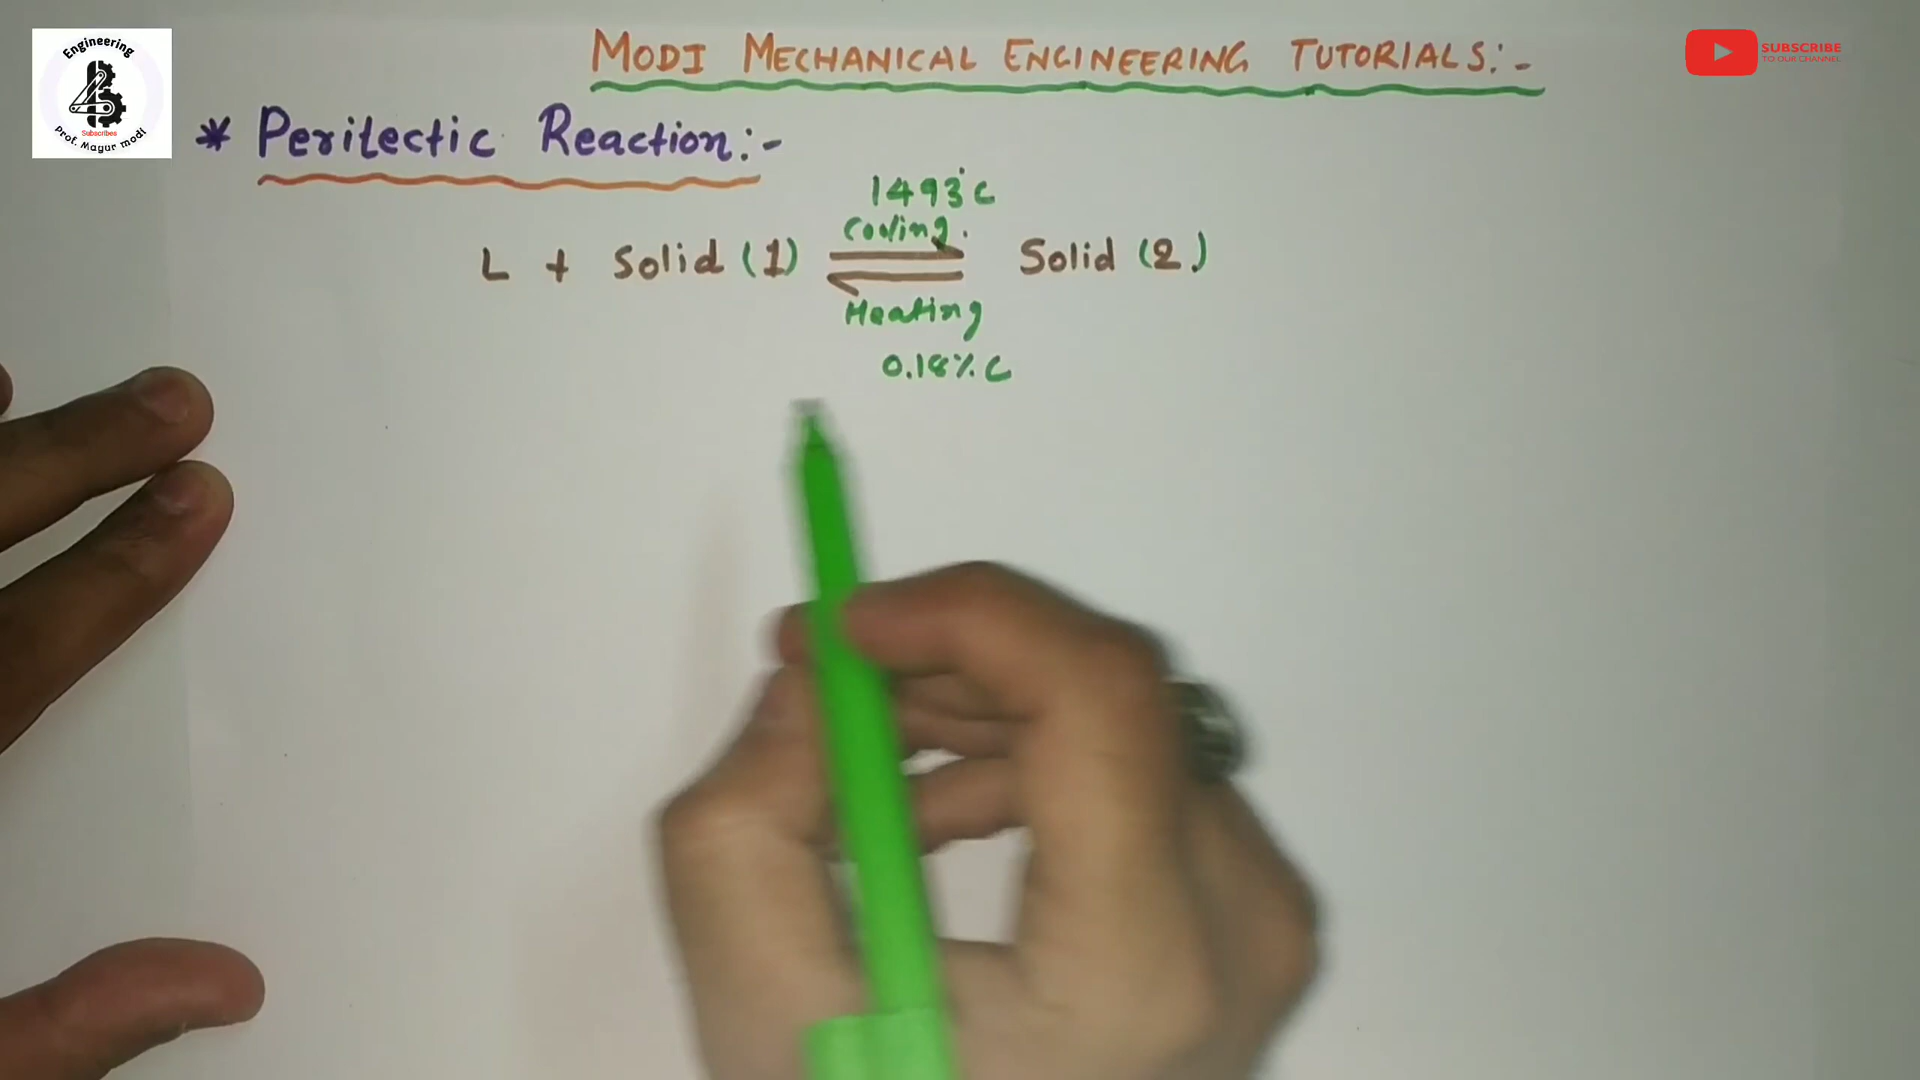 Engineering
Subscribes
Prof. Mayur modi
MODI MECHANICAL ENGINEERING TUTORIALS:-
SUBSCRIBE
TO OUR CHANNEL
* Peritectic Reaction:-
1493°C
Cooling.
L + Solid (1) ⇌ Solid (2)
Heating
0.18% C